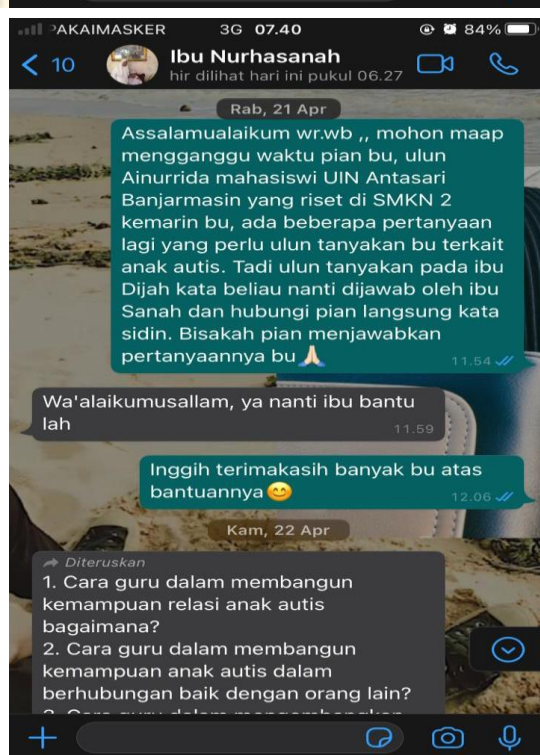 PAKAIMASKER 3G 07.40 84%
10 Ibu Nurhasanah
hir dilihat hari ini pukul 06.27
Rab, 21 Apr
Assalamualaikum wr.wb ,, mohon maap
mengganggu waktu pian bu, ulun
Ainurrida mahasiswi UIN Antasari
Banjarmasin yang riset di SMKN 2
kemarin bu, ada beberapa pertanyaan
lagi yang perlu ulun tanyakan bu terkait
anak autis. Tadi ulun tanyakan pada ibu
Dijah kata beliau nanti dijawab oleh ibu
Sanah dan hubungi pian langsung kata
sidin. Bisakah pian menjawabkan
pertanyaannya bu🙏🏻
11.54
Wa'alaikumusallam, ya nanti ibu bantu
lah
11.59
Inggih terimakasih banyak bu atas
bantuannya😊
12.06
Kam, 22 Apr
Diteruskan
1. Cara guru dalam membangun
kemampuan relasi anak autis
bagaimana?
2. Cara guru dalam membangun
kemampuan anak autis dalam
berhubungan baik dengan orang lain?
3. Cara guru dalam mengembangkan